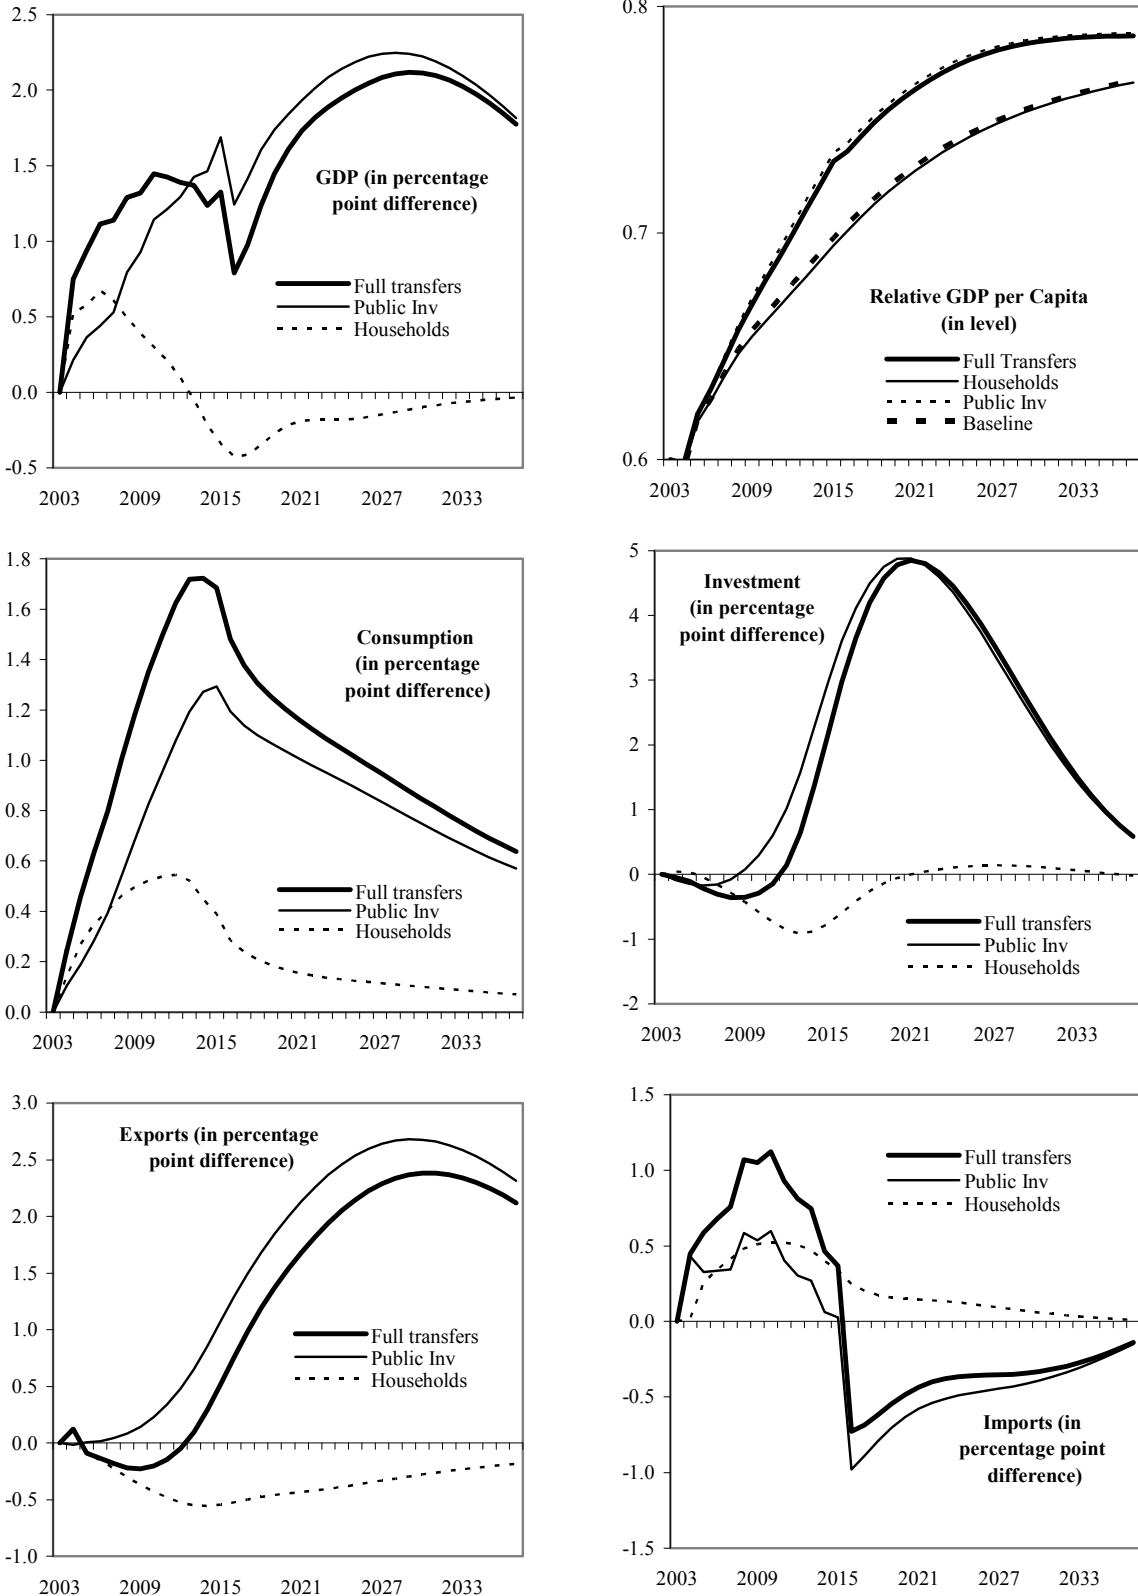 2.5
2.0
1.5
1.0
0.5
0.0
-0.5
GDP (in percentage
point difference)
Full transfers
Public Inv
Households
2003 2009 2015 2021 2027 2033
0.8
0.7
0.6
Relative GDP per Capita
(in level)
Full Transfers
Households
Public Inv
Baseline
2003 2009 2015 2021 2027 2033
1.8
1.6
1.4
1.2
1.0
0.8
0.6
0.4
0.2
0.0
Consumption
(in percentage
point difference)
Full transfers
Public Inv
Households
2003 2009 2015 2021 2027 2033
5
4
3
2
1
0
-1
-2
Investment
(in percentage
point difference)
Full transfers
Public Inv
Households
2003 2009 2015 2021 2027 2033
3.0
2.5
2.0
1.5
1.0
0.5
0.0
-0.5
-1.0
Exports (in percentage
point difference)
Full transfers
Public Inv
Households
2003 2009 2015 2021 2027 2033
1.5
1.0
0.5
0.0
-0.5
-1.0
-1.5
Full transfers
Public Inv
Households
Imports (in
percentage point
difference)
2003 2009 2015 2021 2027 2033